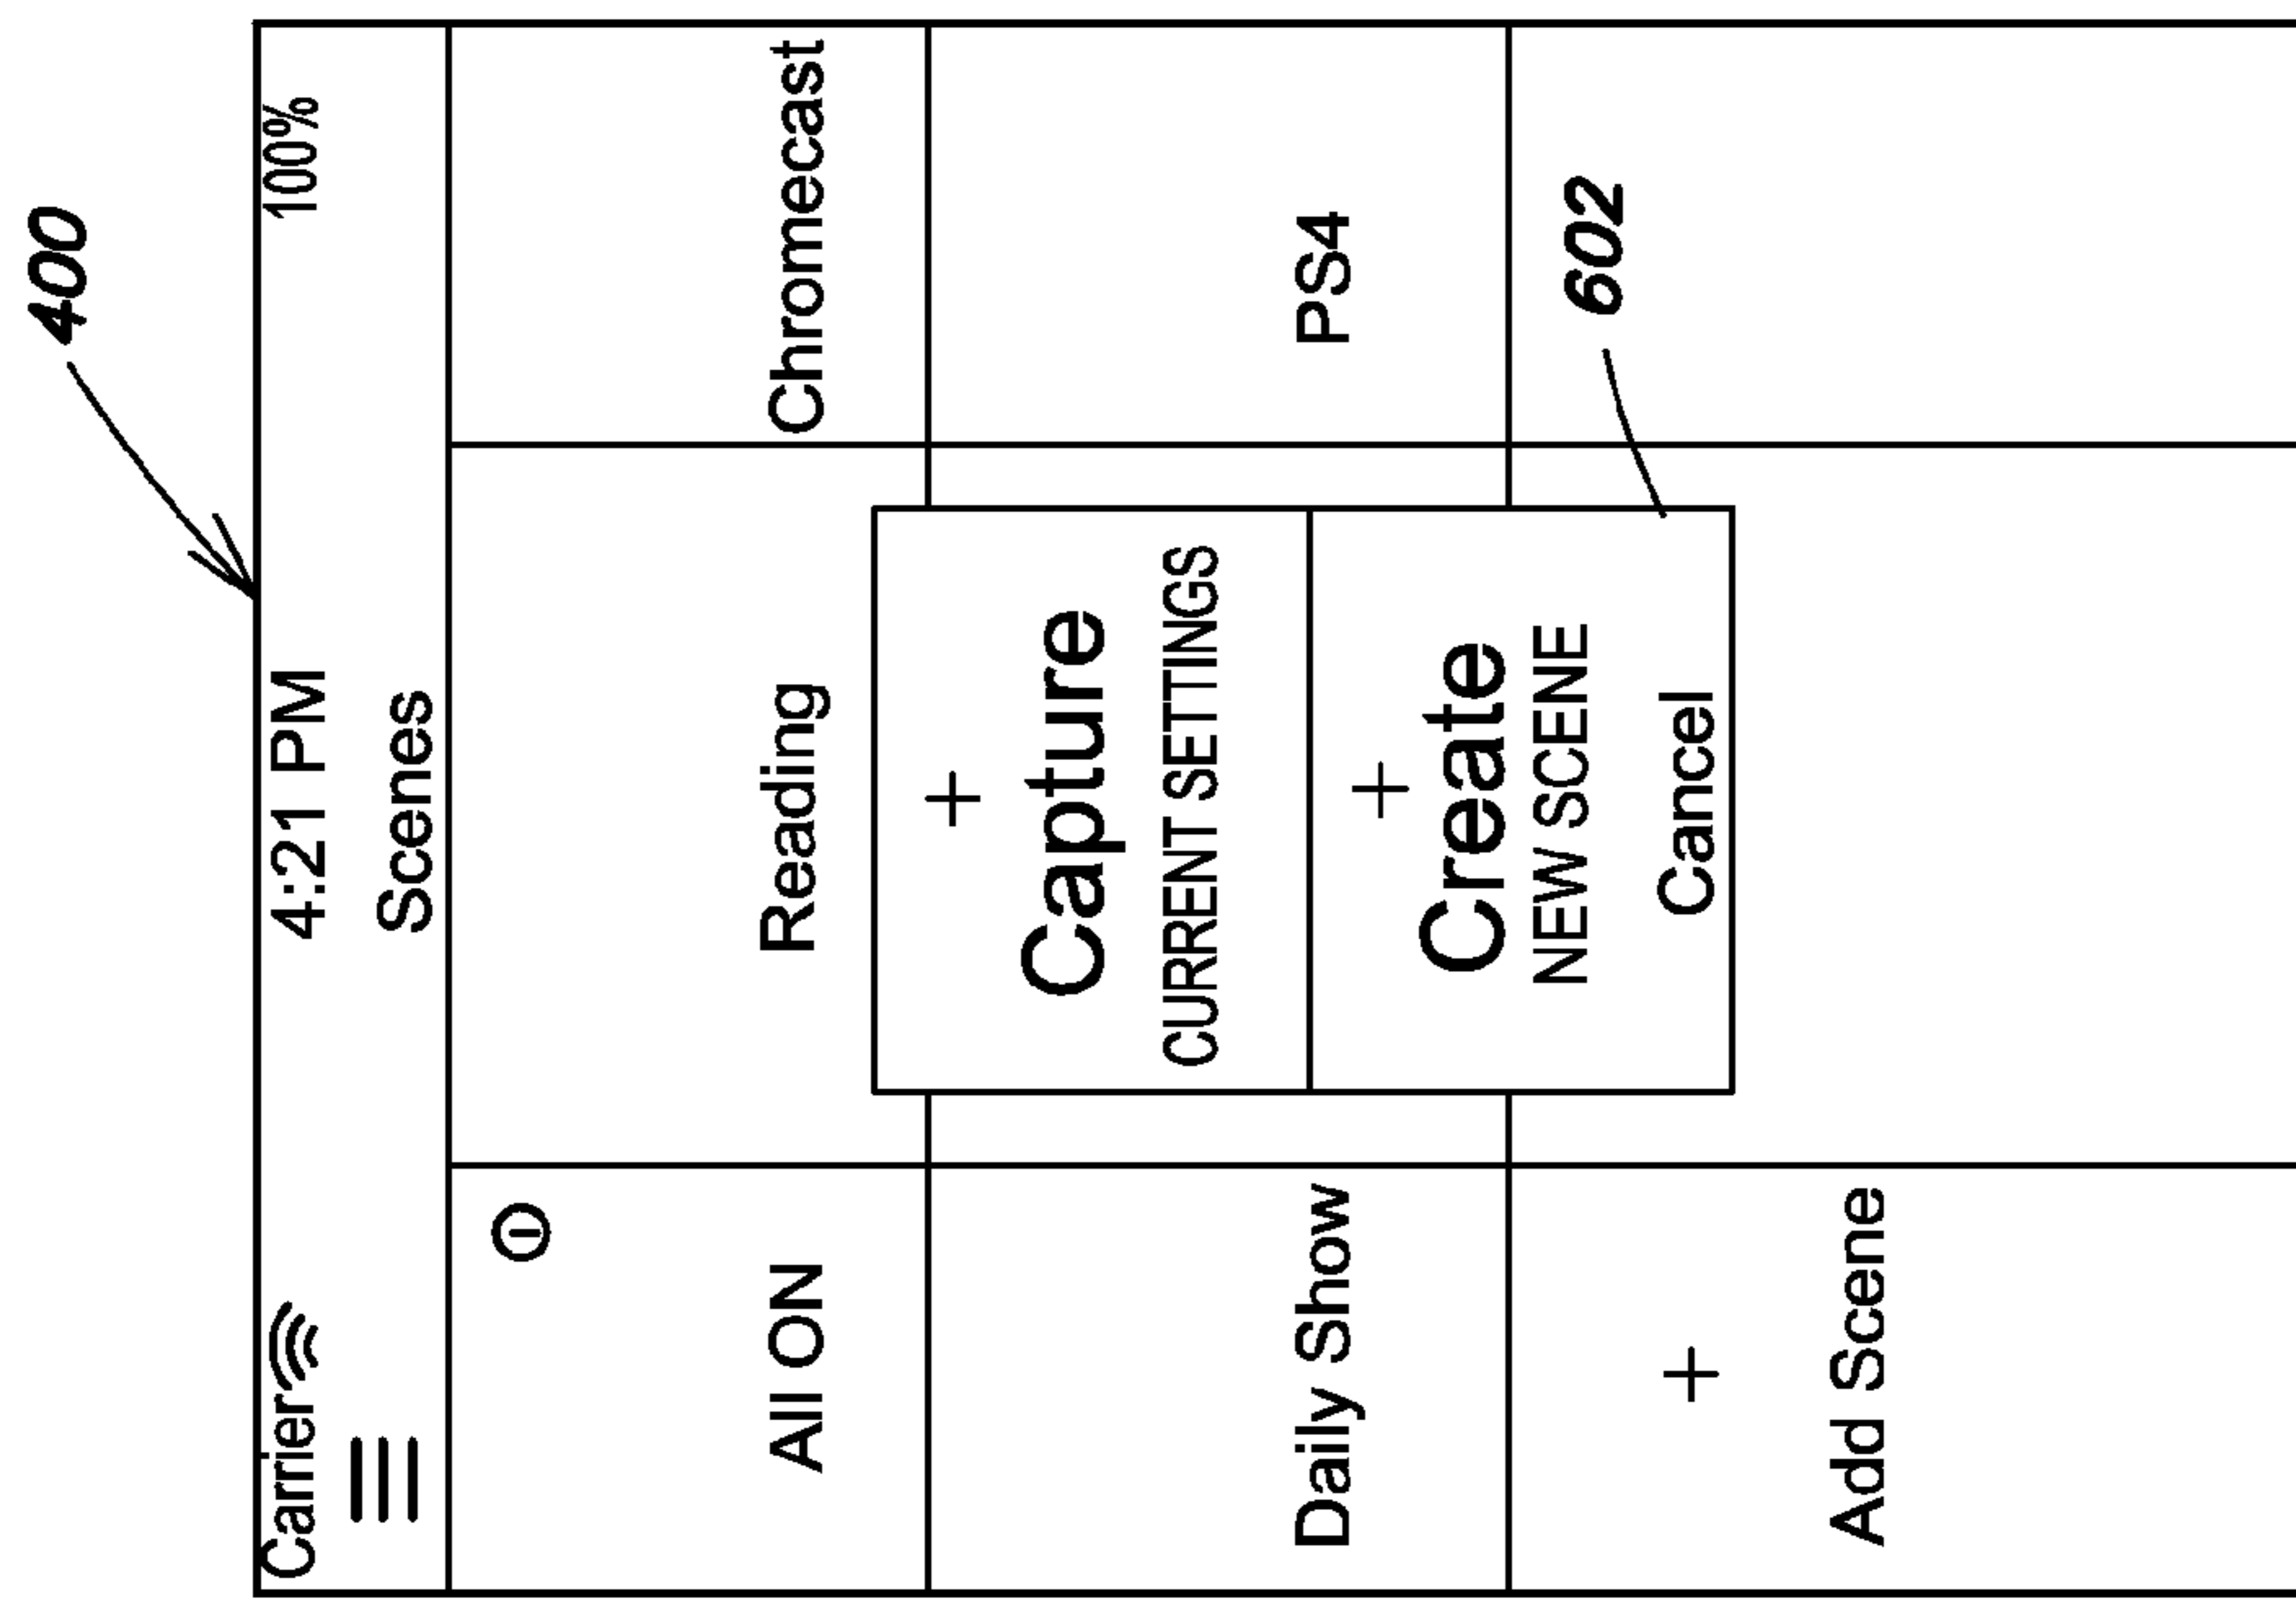 400
Carrier 4:21 PM 100%
Scenes
All ON Reading Chromecast
+
Capture
CURRENT SETTINGS
Daily Show PS4
+
Create
NEW SCENE
Cancel
602
+
Add Scene